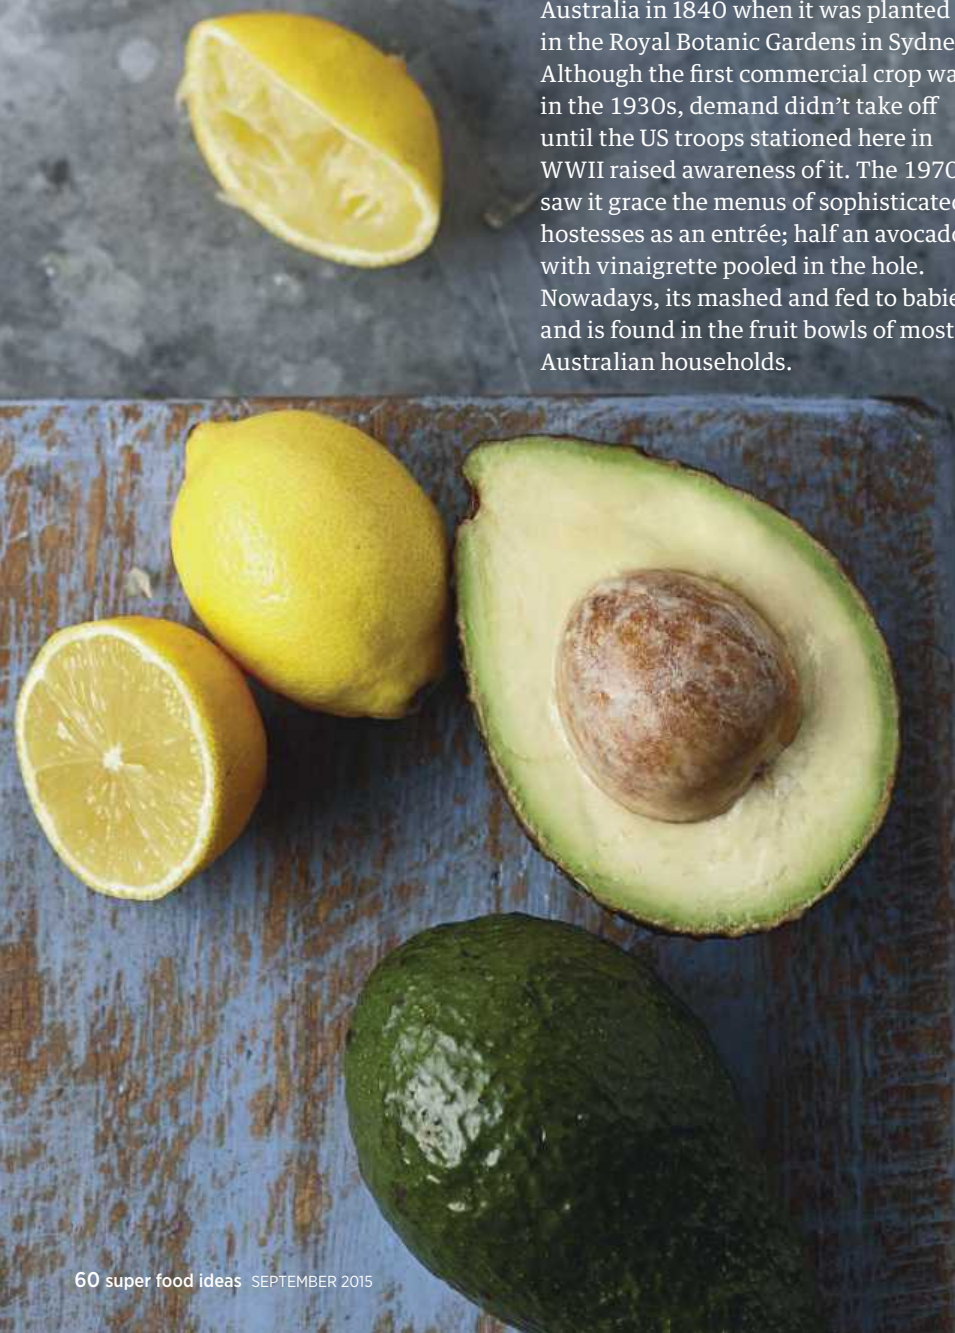 Australia in 1840 when it was planted
in the Royal Botanic Gardens in Sydne
Although the first commercial crop wa
in the 1930s, demand didn’t take off
until the US troops stationed here in
WWII raised awareness of it. The 1970
saw it grace the menus of sophisticated
hostesses as an entrée; half an avocado
with vinaigrette pooled in the hole.
Nowadays, its mashed and fed to babie
and is found in the fruit bowls of most
Australian households.
60 super food ideas SEPTEMBER 2015